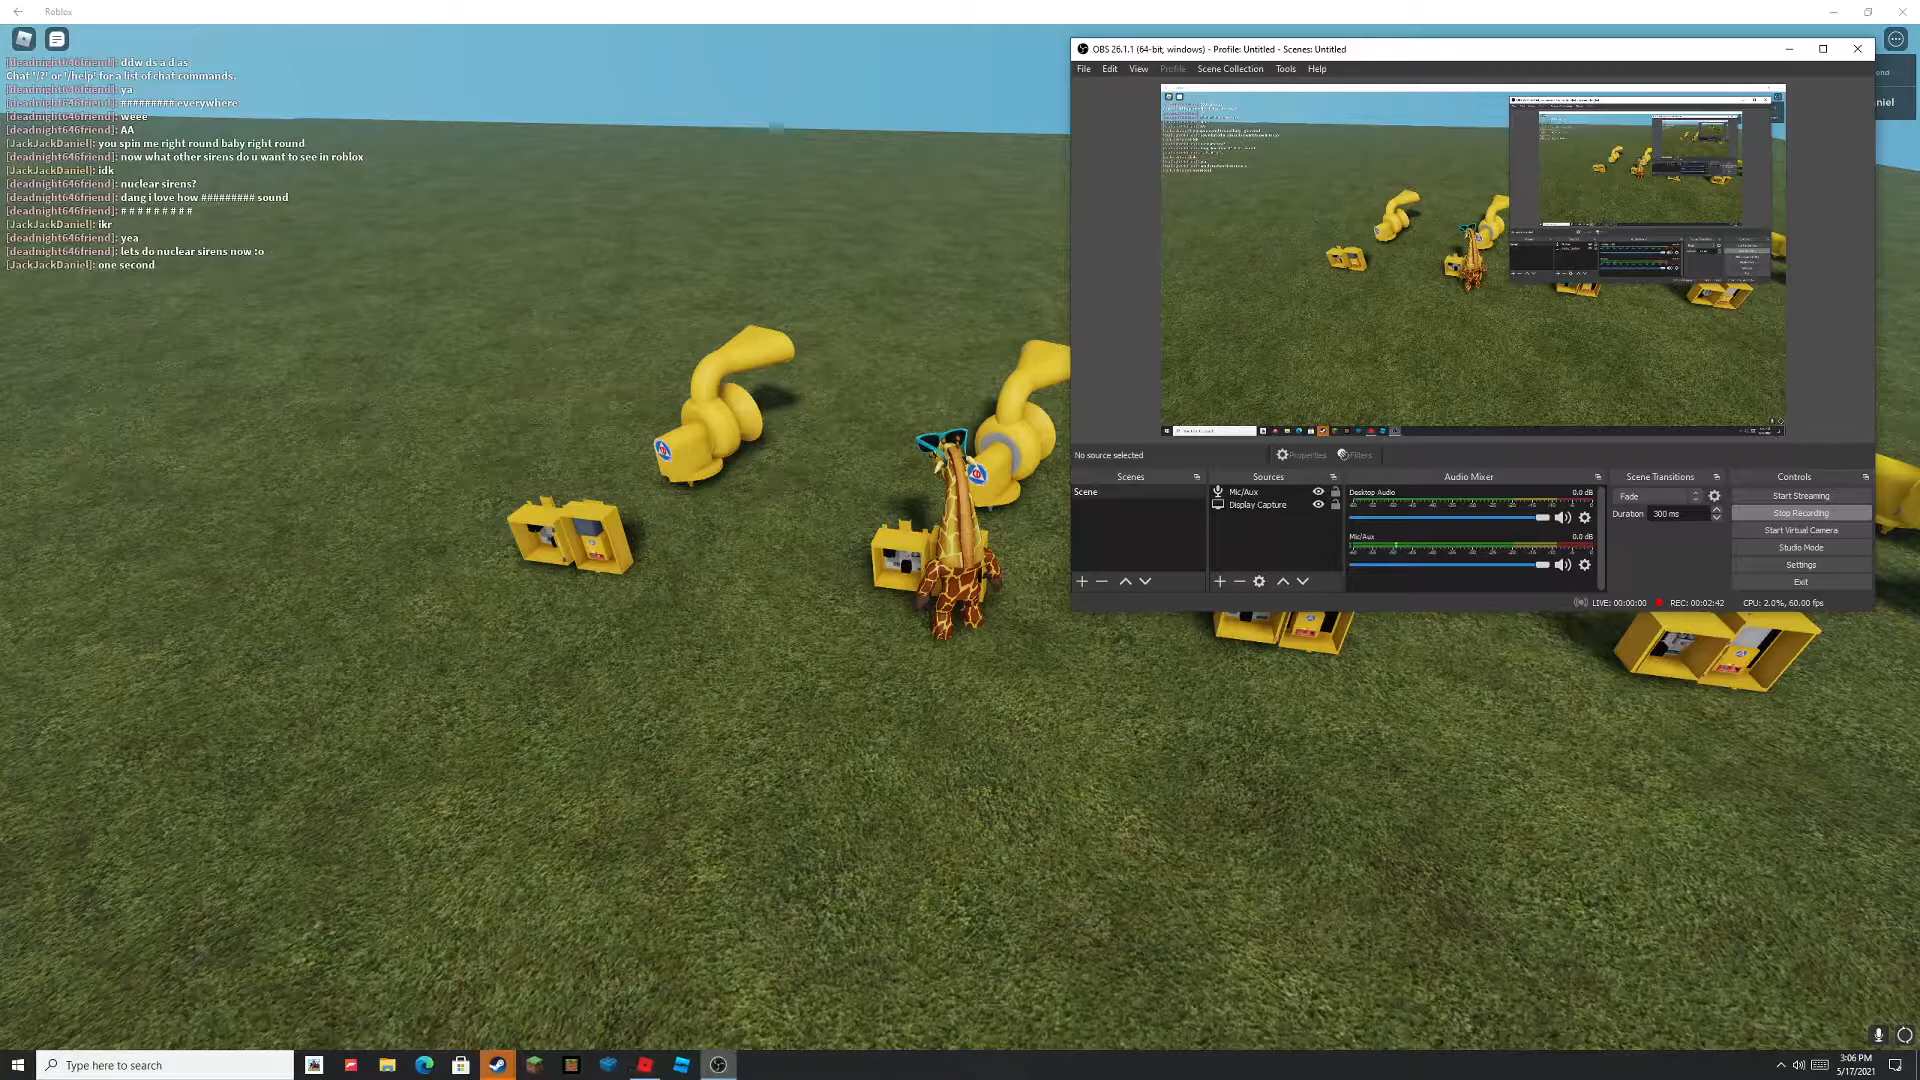 Roblox
[deadnight646friend]: ddw ds a d as
Chat '/?' or '/help' for a list of chat commands.
[deadnight646friend]: ya
[deadnight646friend]: ######### everywhere
[deadnight646friend]: weee
[deadnight646friend]: AA
[JackJackDaniel]: you spin me right round baby right round
[deadnight646friend]: now what other sirens do u want to see in roblox
[JackJackDaniel]: idk
[deadnight646friend]: nuclear sirens?
[deadnight646friend]: dang i love how ######### sound
[deadnight646friend]: # # # # # # # # #
[JackJackDaniel]: ikr
[deadnight646friend]: yea
[deadnight646friend]: lets do nuclear sirens now :o
[JackJackDaniel]: one second
OBS 26.1.1 (64-bit, windows) - Profile: Untitled - Scenes: Untitled
File Edit View Profile Scene Collection Tools Help
No source selected
Properties
Filters
Scenes
Scene
Sources
Mic/Aux
Display Capture
Audio Mixer
Desktop Audio 0.0 dB
Mic/Aux 0.0 dB
Scene Transitions
Fade
Duration 300 ms
Controls
Start Streaming
Stop Recording
Start Virtual Camera
Studio Mode
Settings
Exit
LIVE: 00:00:00 REC: 00:02:42 CPU: 2.0%, 60.00 fps
Type here to search
3:06 PM
5/17/2021